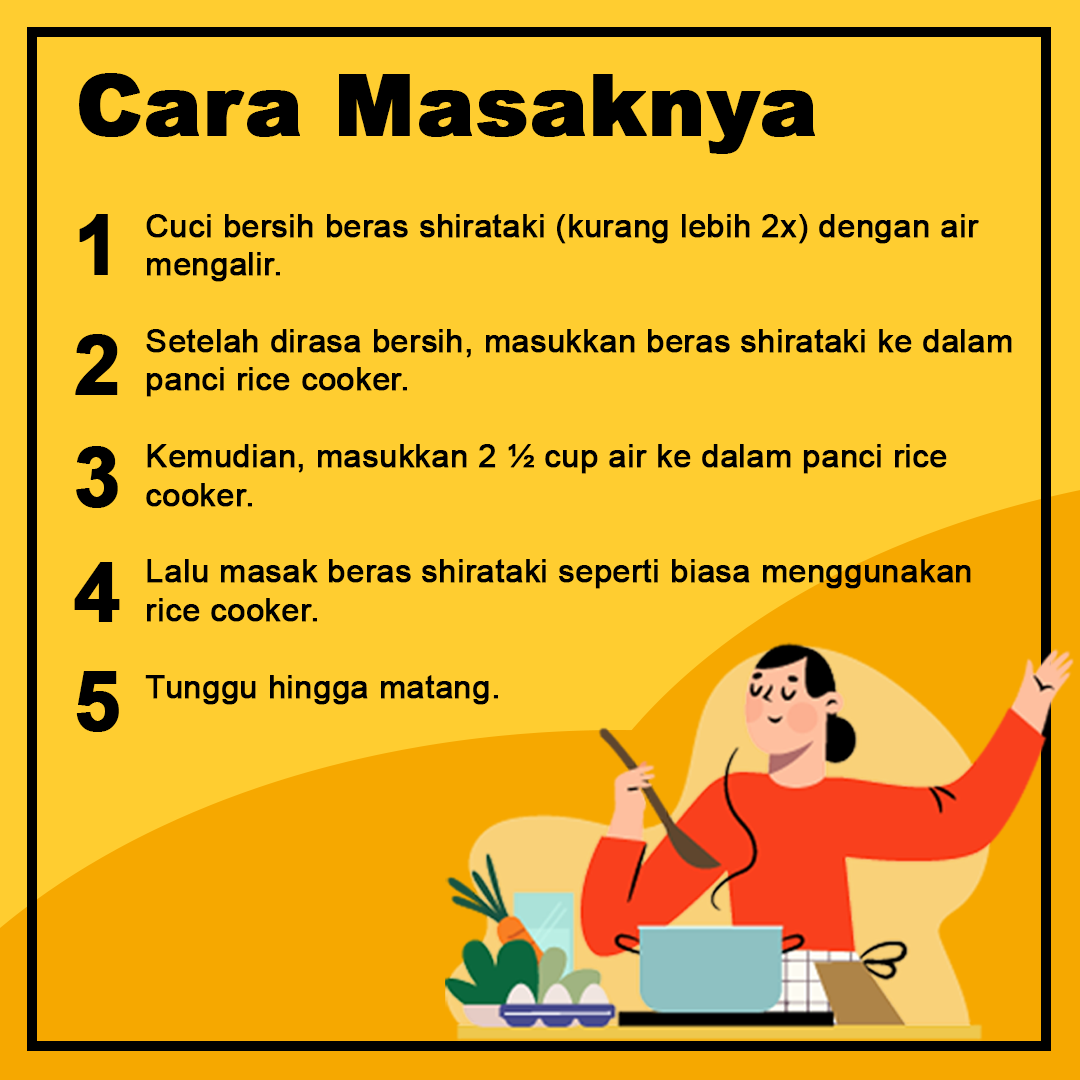 Cara Masaknya
1 Cuci bersih beras shirataki (kurang lebih 2x) dengan air
mengalir.
2 Setelah dirasa bersih, masukkan beras shirataki ke dalam
panci rice cooker.
3 Kemudian, masukkan 2 ½ cup air ke dalam panci rice
cooker.
4 Lalu masak beras shirataki seperti biasa menggunakan
rice cooker.
5 Tunggu hingga matang.